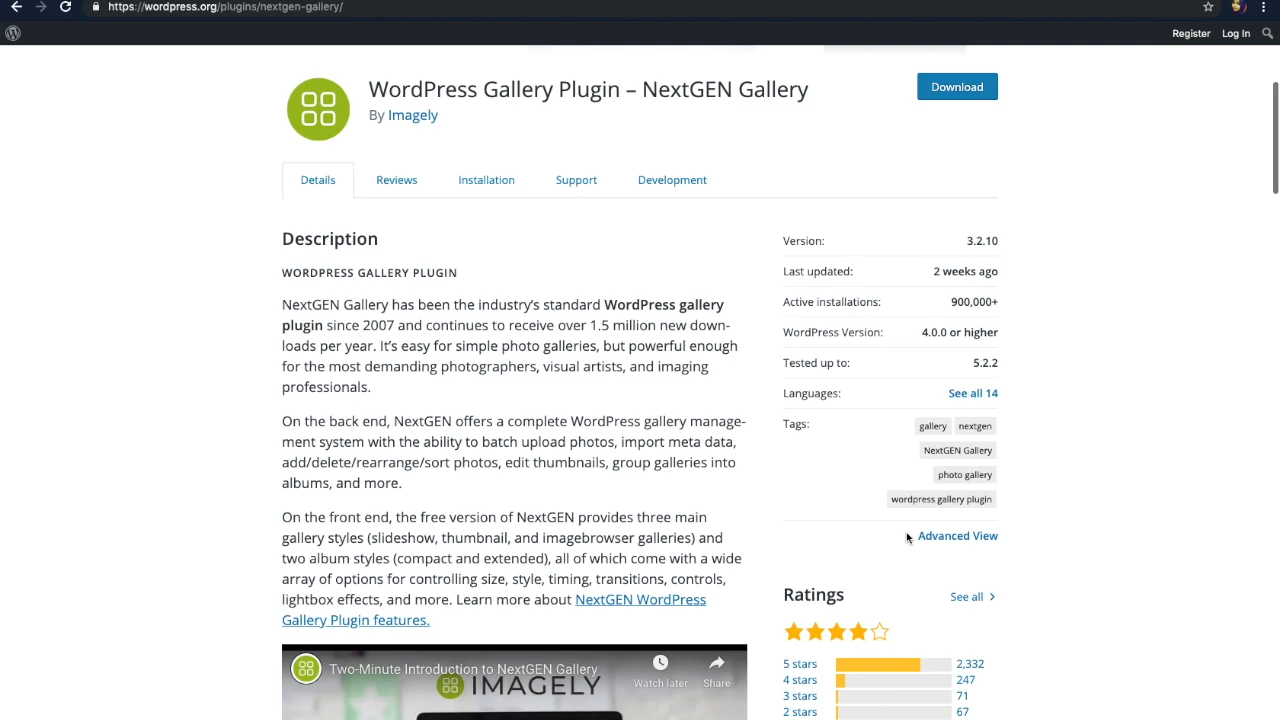 https://wordpress.org/plugins/nextgen-gallery/
Register Log In
WordPress Gallery Plugin – NextGEN Gallery
By Imagely
Download
Details Reviews Installation Support Development
Description
WORDPRESS GALLERY PLUGIN
NextGEN Gallery has been the industry's standard WordPress gallery
plugin since 2007 and continues to receive over 1.5 million new down-
loads per year. It's easy for simple photo galleries, but powerful enough
for the most demanding photographers, visual artists, and imaging
professionals.
On the back end, NextGEN offers a complete WordPress gallery manage-
ment system with the ability to batch upload photos, import meta data,
add/delete/rearrange/sort photos, edit thumbnails, group galleries into
albums, and more.
On the front end, the free version of NextGEN provides three main
gallery styles (slideshow, thumbnail, and imagebrowser galleries) and
two album styles (compact and extended), all of which come with a wide
array of options for controlling size, style, timing, transitions, controls,
lightbox effects, and more. Learn more about NextGEN WordPress
Gallery Plugin features.
Two-Minute Introduction to NextGEN Gallery
Watch later Share
IMAGELY
Version: 3.2.10
Last updated: 2 weeks ago
Active installations: 900,000+
WordPress Version: 4.0.0 or higher
Tested up to: 5.2.2
Languages: See all 14
Tags: gallery nextgen
NextGEN Gallery
photo gallery
wordpress gallery plugin
Advanced View
Ratings See all
5 stars 2,332
4 stars 247
3 stars 71
2 stars 67